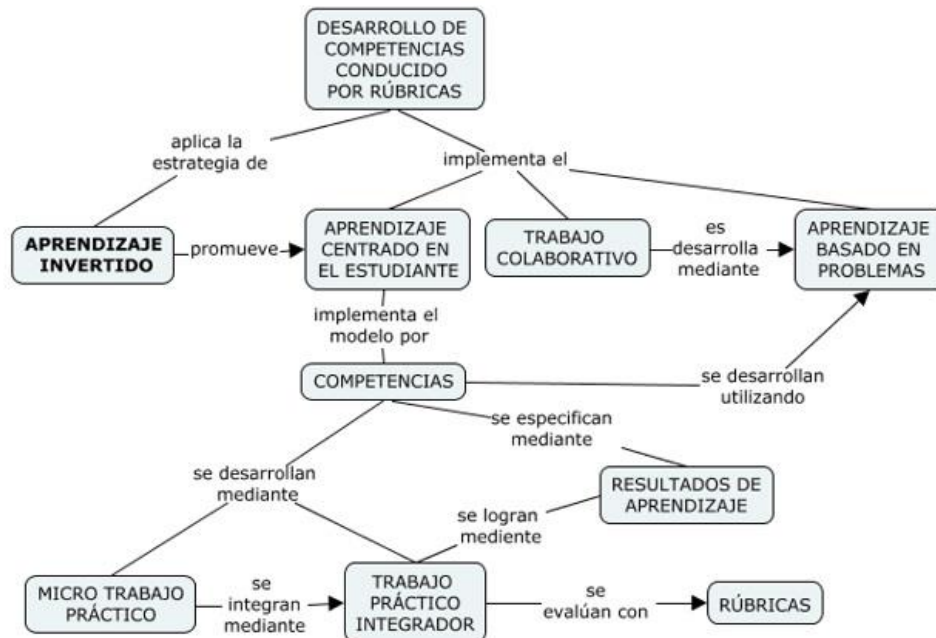 DESARROLLO DE
COMPETENCIAS
CONDUCIDO
POR RÚBRICAS
aplica la
estrategia de
implementa el
APRENDIZAJE
INVERTIDO
promueve
APRENDIZAJE
CENTRADO EN
EL ESTUDIANTE
TRABAJO
COLABORATIVO
es
desarrolla
mediante
APRENDIZAJE
BASADO EN
PROBLEMAS
implementa el
modelo por
COMPETENCIAS
se desarrollan
utilizando
se especifican
mediante
se desarrollan
mediante
RESULTADOS DE
APRENDIZAJE
se logran
mediente
MICRO TRABAJO
PRÁCTICO
se
integran
mediante
TRABAJO
PRÁCTICO
INTEGRADOR
se
evalúan con
RÚBRICAS